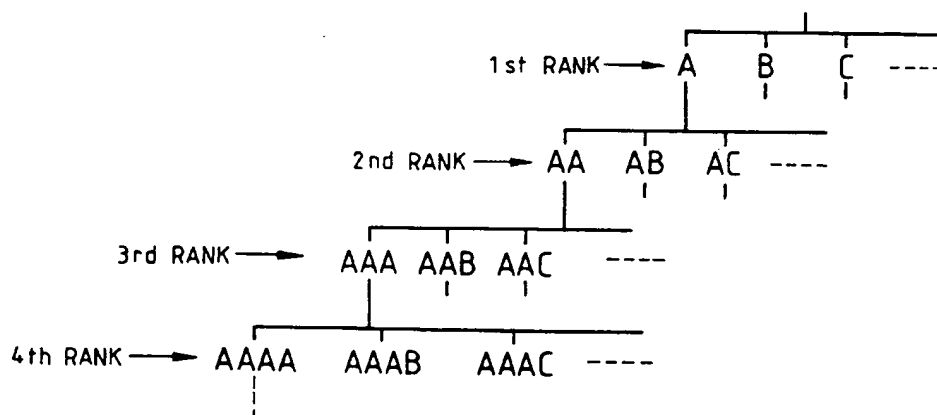 1st RANK A B C ----
2nd RANK AA AB AC ----
3rd RANK AAA AAB AAC ----
4th RANK AAAA AAAB AAAC ----